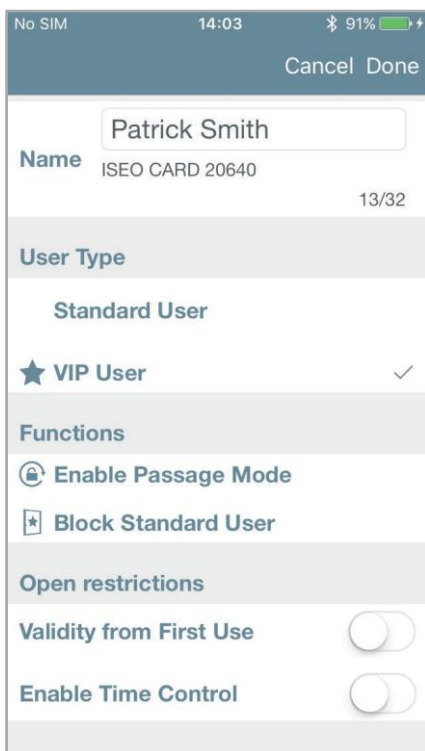 No SIM 14:03 91%
Cancel Done
Patrick Smith
Name
ISEO CARD 20640
13/32
User Type
Standard User
VIP User
Functions
Enable Passage Mode
Block Standard User
Open restrictions
Validity from First Use
Enable Time Control